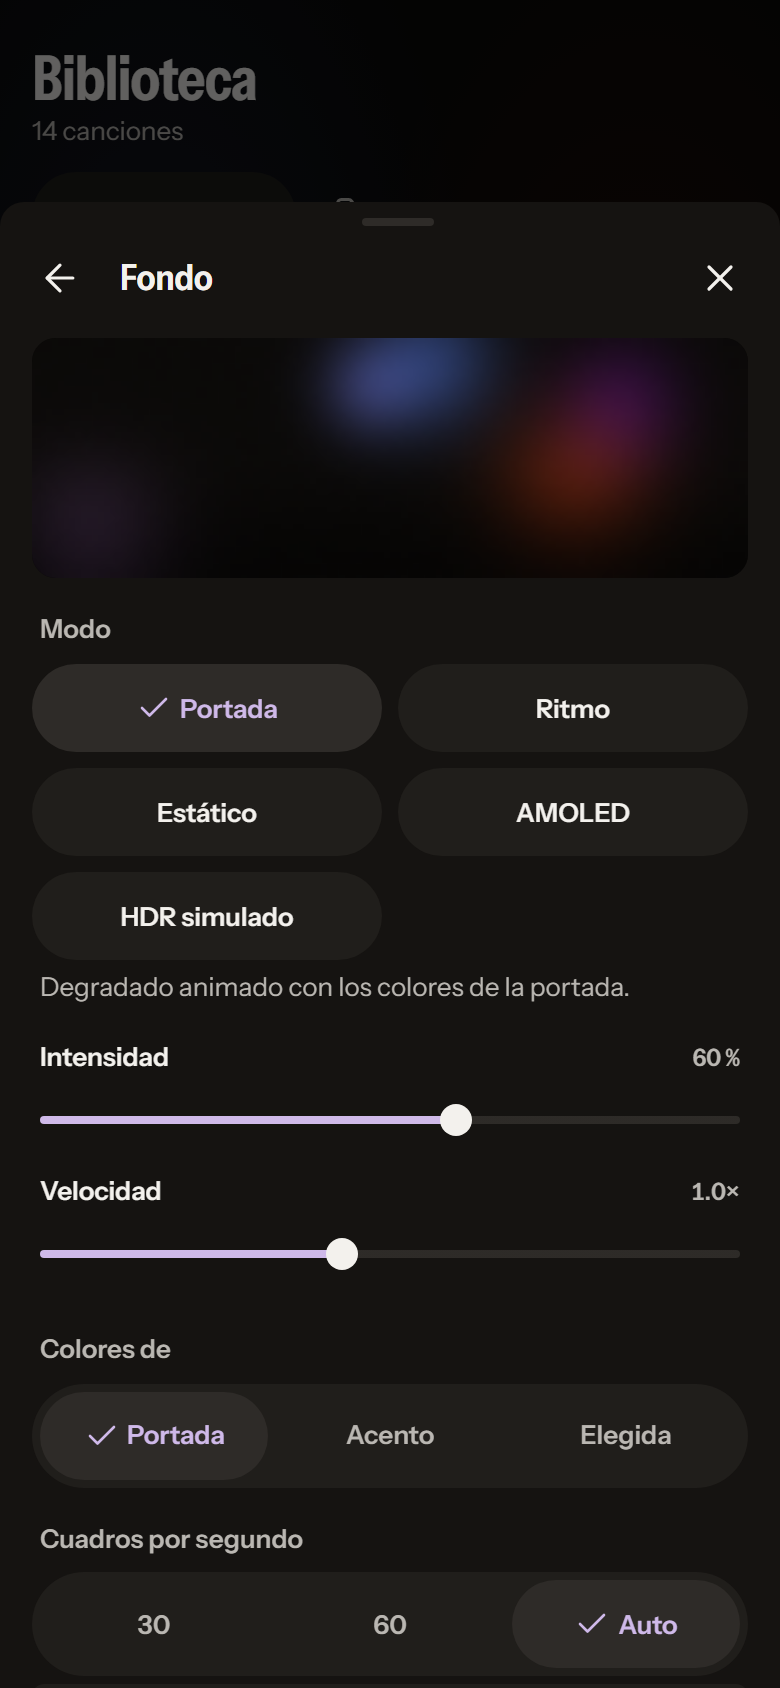 Biblioteca
14 canciones
Fondo
Modo
Portada
Ritmo
Estático
AMOLED
HDR simulado
Degradado animado con los colores de la portada.
Intensidad
60 %
Velocidad
1.0×
Colores de
Portada
Acento
Elegida
Cuadros por segundo
30
60
Auto